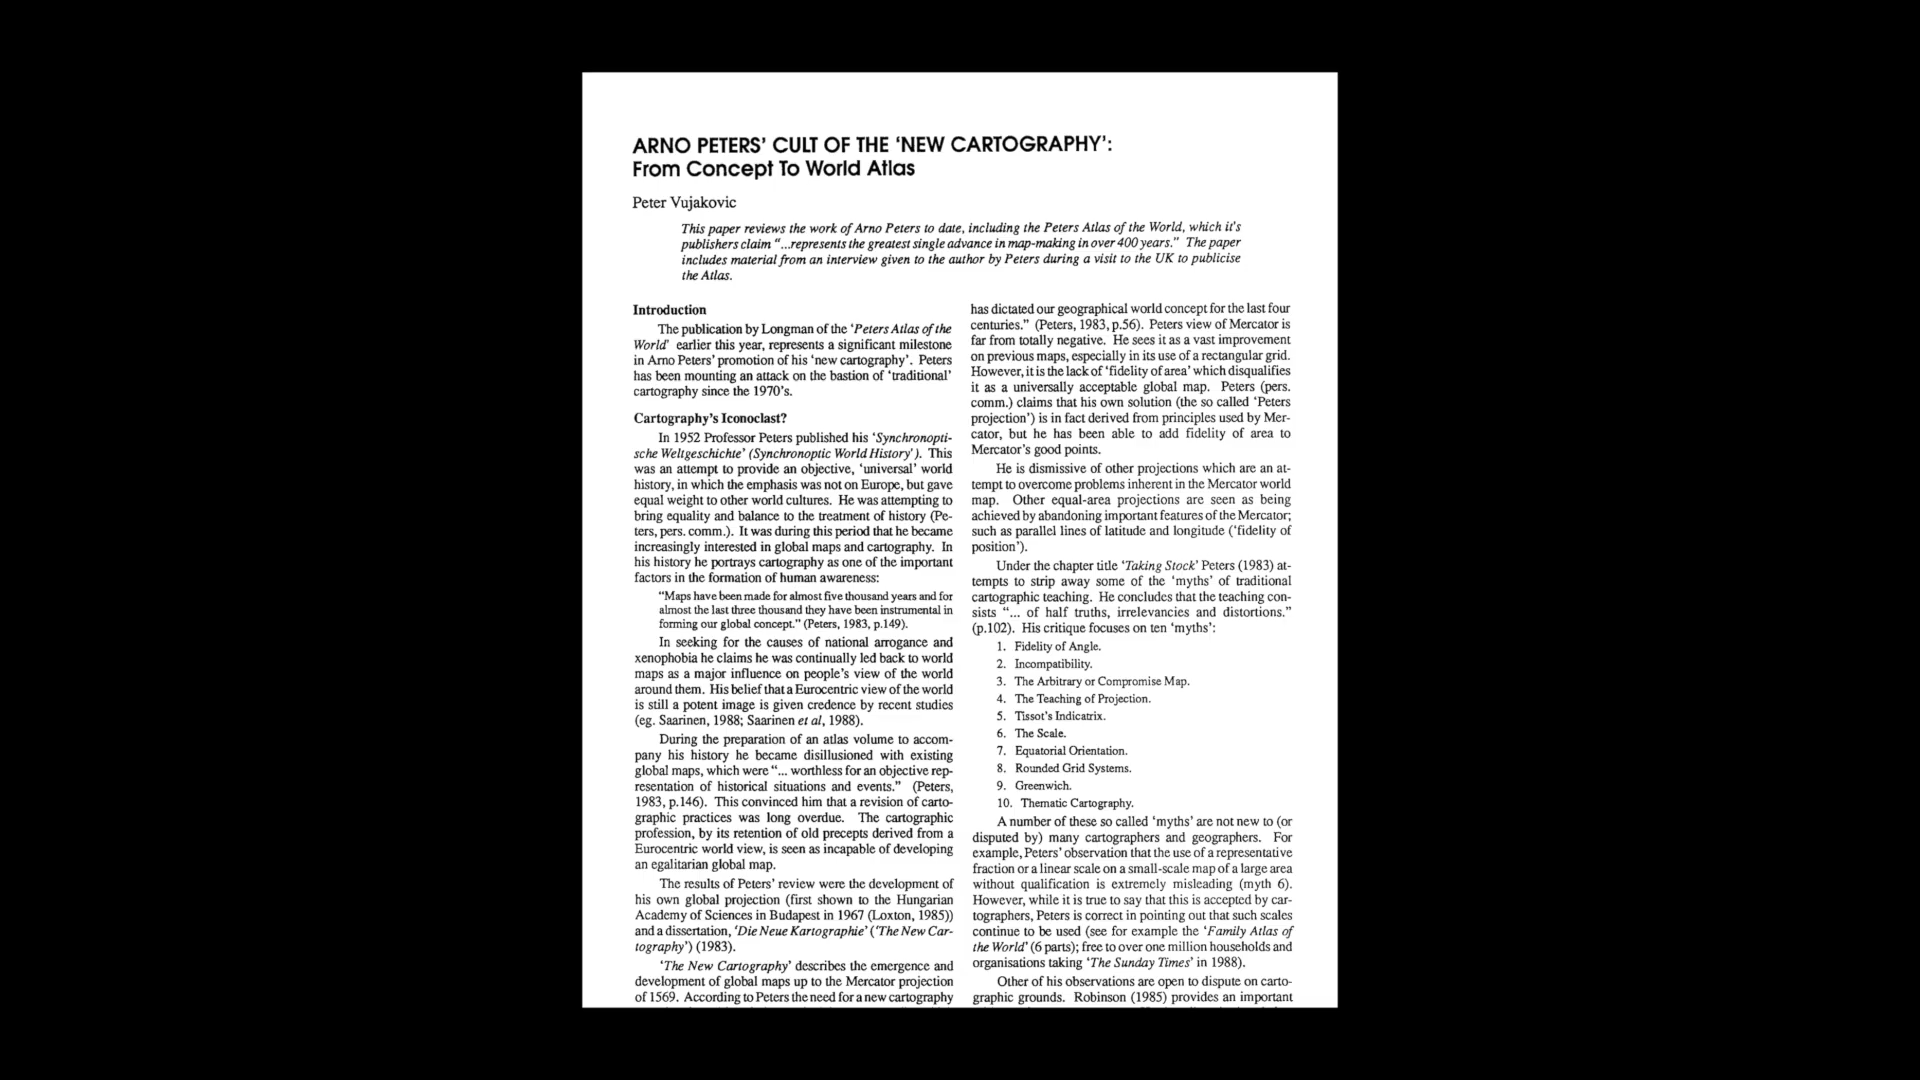 ARNO PETERS’ CULT OF THE ‘NEW CARTOGRAPHY’:
From Concept To World Atlas
Peter Vujakovic
This paper reviews the work of Arno Peters to date, including the Peters Atlas of the World, which it's
publishers claim “...represents the greatest single advance in map-making in over 400 years.” The paper
includes material from an interview given to the author by Peters during a visit to the UK to publicise
the Atlas.
Introduction
The publication by Longman of the ‘Peters Atlas of the
World’ earlier this year, represents a significant milestone
in Arno Peters’ promotion of his ‘new cartography’. Peters
has been mounting an attack on the bastion of ‘traditional’
cartography since the 1970’s.
Cartography’s Iconoclast?
In 1952 Professor Peters published his ‘Synchronopti-
sche Weltgeschichte’ (Synchronoptic World History’). This
was an attempt to provide an objective, ‘universal’ world
history, in which the emphasis was not on Europe, but gave
equal weight to other world cultures. He was attempting to
bring equality and balance to the treatment of history (Pe-
ters, pers. comm.). It was during this period that he became
increasingly interested in global maps and cartography. In
his history he portrays cartography as one of the important
factors in the formation of human awareness:
“Maps have been made for almost five thousand years and for
almost the last three thousand they have been instrumental in
forming our global concept.” (Peters, 1983, p.149).
In seeking for the causes of national arrogance and
xenophobia he claims he was continually led back to world
maps as a major influence on people’s view of the world
around them. His belief that a Eurocentric view of the world
is still a potent image is given credence by recent studies
(eg. Saarinen, 1988; Saarinen et al, 1988).
During the preparation of an atlas volume to accom-
pany his history he became disillusioned with existing
global maps, which were “... worthless for an objective rep-
resentation of historical situations and events.” (Peters,
1983, p.146). This convinced him that a revision of carto-
graphic practices was long overdue. The cartographic
profession, by its retention of old precepts derived from a
Eurocentric world view, is seen as incapable of developing
an egalitarian global map.
The results of Peters’ review were the development of
his own global projection (first shown to the Hungarian
Academy of Sciences in Budapest in 1967 (Loxton, 1985))
and a dissertation, ‘Die Neue Kartographie’ (‘The New Car-
tography’) (1983).
‘The New Cartography’ describes the emergence and
development of global maps up to the Mercator projection
of 1569. According to Peters the need for a new cartography
has dictated our geographical world concept for the last four
centuries.” (Peters, 1983, p.56). Peters view of Mercator is
far from totally negative. He sees it as a vast improvement
on previous maps, especially in its use of a rectangular grid.
However, it is the lack of ‘fidelity of area’ which disqualifies
it as a universally acceptable global map. Peters (pers.
comm.) claims that his own solution (the so called ‘Peters
projection’) is in fact derived from principles used by Mer-
cator, but he has been able to add fidelity of area to
Mercator’s good points.
He is dismissive of other projections which are an at-
tempt to overcome problems inherent in the Mercator world
map. Other equal-area projections are seen as being
achieved by abandoning important features of the Mercator;
such as parallel lines of latitude and longitude (‘fidelity of
position’).
Under the chapter title ‘Taking Stock’ Peters (1983) at-
tempts to strip away some of the ‘myths’ of traditional
cartographic teaching. He concludes that the teaching con-
sists “... of half truths, irrelevancies and distortions.”
(p.102). His critique focuses on ten ‘myths’:
1. Fidelity of Angle.
2. Incompatibility.
3. The Arbitrary or Compromise Map.
4. The Teaching of Projection.
5. Tissot’s Indicatrix.
6. The Scale.
7. Equatorial Orientation.
8. Rounded Grid Systems.
9. Greenwich.
10. Thematic Cartography.
A number of these so called ‘myths’ are not new to (or
disputed by) many cartographers and geographers. For
example, Peters’ observation that the use of a representative
fraction or a linear scale on a small-scale map of a large area
without qualification is extremely misleading (myth 6).
However, while it is true to say that this is accepted by car-
tographers, Peters is correct in pointing out that such scales
continue to be used (see for example the ‘Family Atlas of
the World’ (6 parts); free to over one million households and
organisations taking ‘The Sunday Times’ in 1988).
Other of his observations are open to dispute on carto-
graphic grounds. Robinson (1985) provides an important